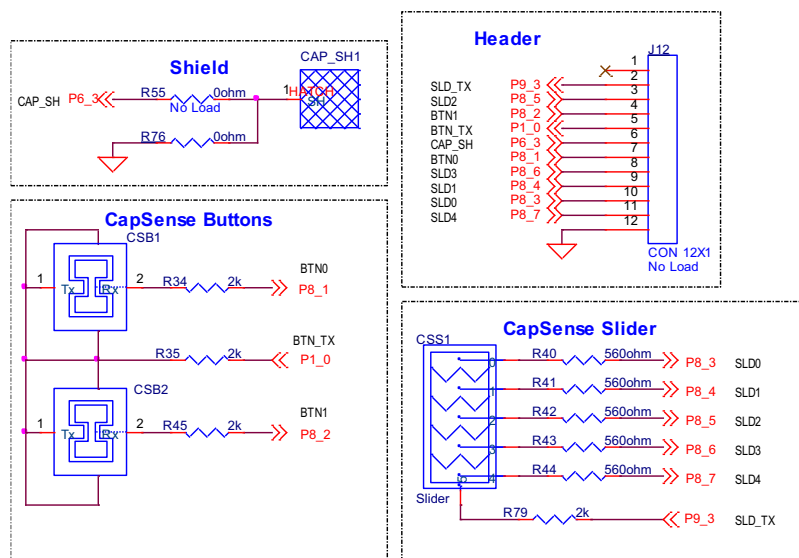 Shield
CAP_SH1
CAP_SH P6_3 R55 0ohm 1 HATCH
No Load SH
R76 0ohm
Header
J12
1
SLD_TX P9_3 2
SLD2 P8_5 3
BTN1 P8_2 4
BTN_TX P1_0 5
CAP_SH P6_3 6
BTN0 P8_1 7
SLD3 P8_6 8
SLD1 P8_4 9
SLD0 P8_3 10
SLD4 P8_7 11
12
CON 12X1
No Load
CapSense Buttons
CSB1
BTN0
1 Tx Rx 2 R34 2k P8_1
BTN_TX
R35 2k P1_0
CSB2
BTN1
1 Tx Rx 2 R45 2k P8_2
CapSense Slider
CSS1
0 R40 560ohm P8_3 SLD0
1 R41 560ohm P8_4 SLD1
2 R42 560ohm P8_5 SLD2
3 R43 560ohm P8_6 SLD3
4 R44 560ohm P8_7 SLD4
5
Slider
R79 2k P9_3 SLD_TX